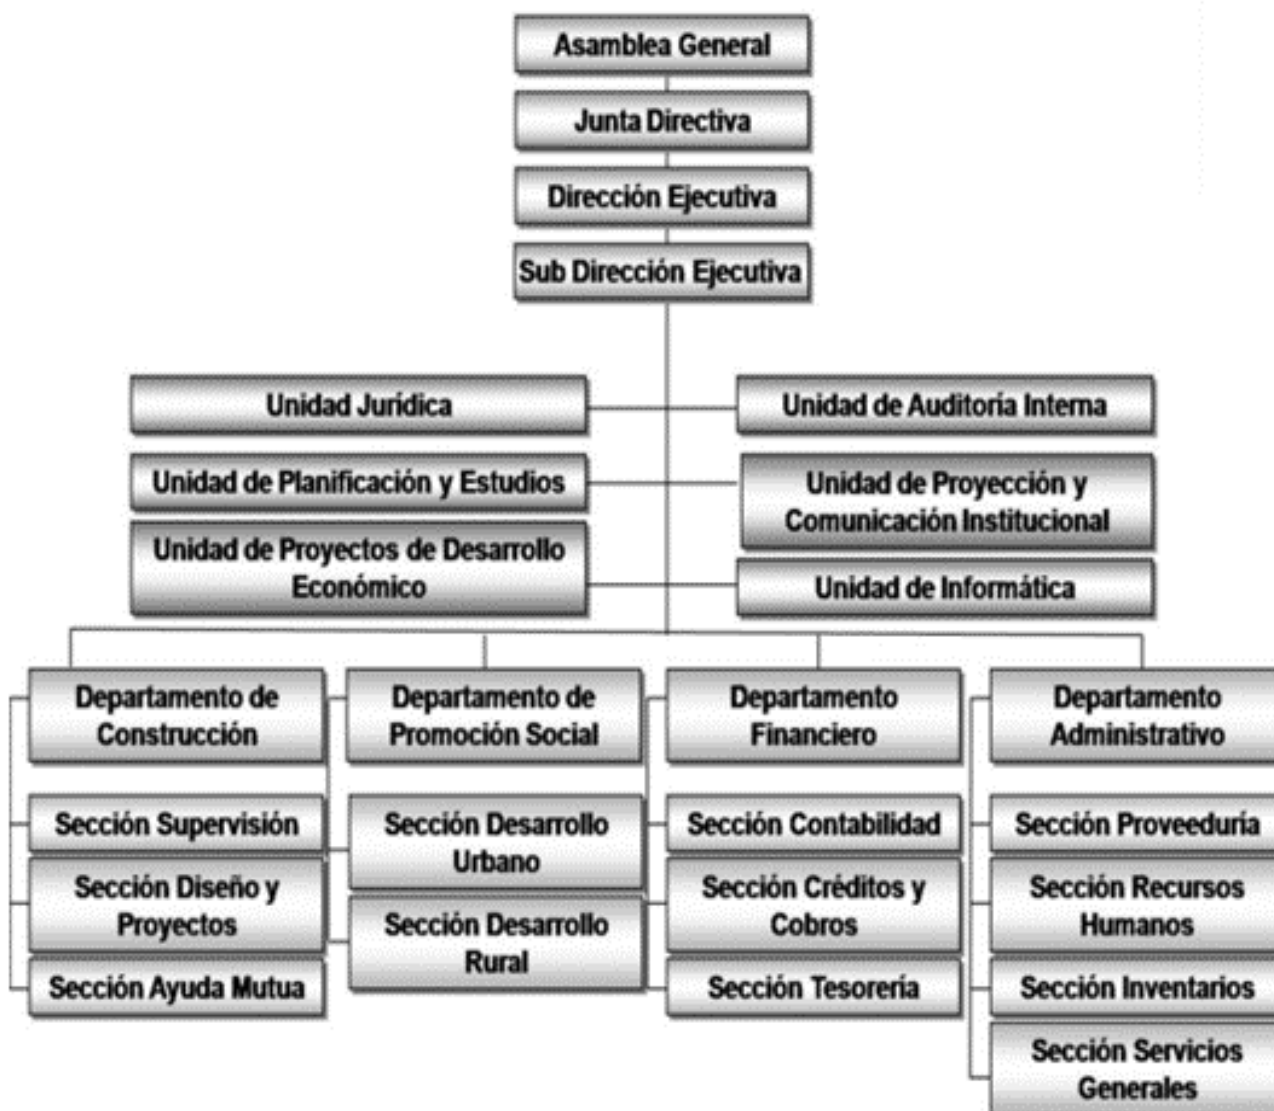 Asamblea General
Junta Directiva
Dirección Ejecutiva
Sub Dirección Ejecutiva
Unidad Jurídica
Unidad de Auditoría Interna
Unidad de Planificación y Estudios
Unidad de Proyección y
Comunicación Institucional
Unidad de Proyectos de Desarrollo
Económico
Unidad de Informática
Departamento de
Construcción
Sección Supervisión
Sección Diseño y
Proyectos
Sección Ayuda Mutua
Departamento de
Promoción Social
Sección Desarrollo
Urbano
Sección Desarrollo
Rural
Departamento
Financiero
Sección Contabilidad
Sección Créditos y
Cobros
Sección Tesorería
Departamento
Administrativo
Sección Proveeduría
Sección Recursos
Humanos
Sección Inventarios
Sección Servicios
Generales